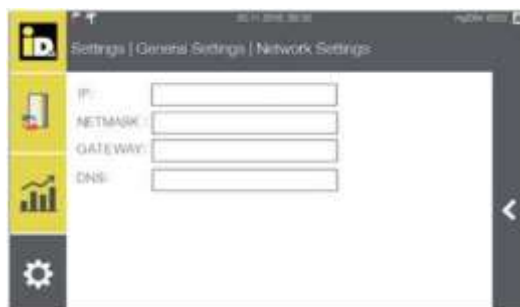 iD.
Settings | General Settings | Network Settings
IP:
NETMASK:
GATEWAY:
DNS: